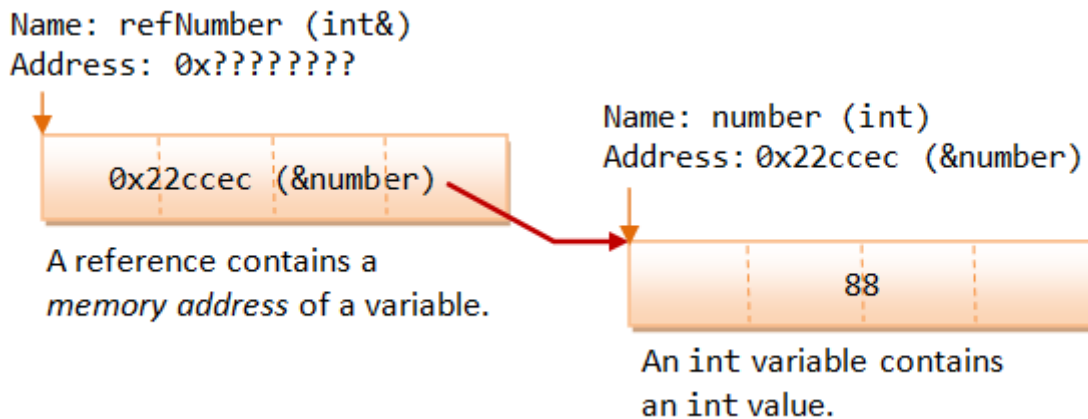 Name: refNumber (int&)
Address: 0x????????
0x22ccec (&number)
A reference contains a
memory address of a variable.
Name: number (int)
Address: 0x22ccec (&number)
88
An int variable contains
an int value.